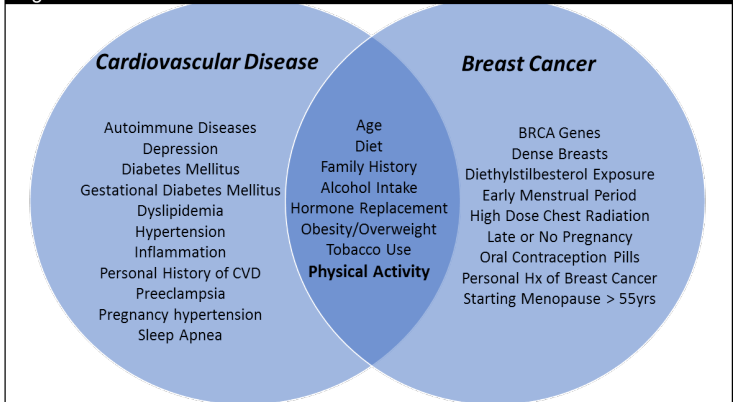 Cardiovascular Disease
Autoimmune Diseases
Depression
Diabetes Mellitus
Gestational Diabetes Mellitus
Dyslipidemia
Hypertension
Inflammation
Personal History of CVD
Preeclampsia
Pregnancy hypertension
Sleep Apnea
Age
Diet
Family History
Alcohol Intake
Hormone Replacement
Obesity/Overweight
Tobacco Use
Physical Activity
Breast Cancer
BRCA Genes
Dense Breasts
Diethylstilbesterol Exposure
Early Menstrual Period
High Dose Chest Radiation
Late or No Pregnancy
Oral Contraception Pills
Personal Hx of Breast Cancer
Starting Menopause > 55yrs